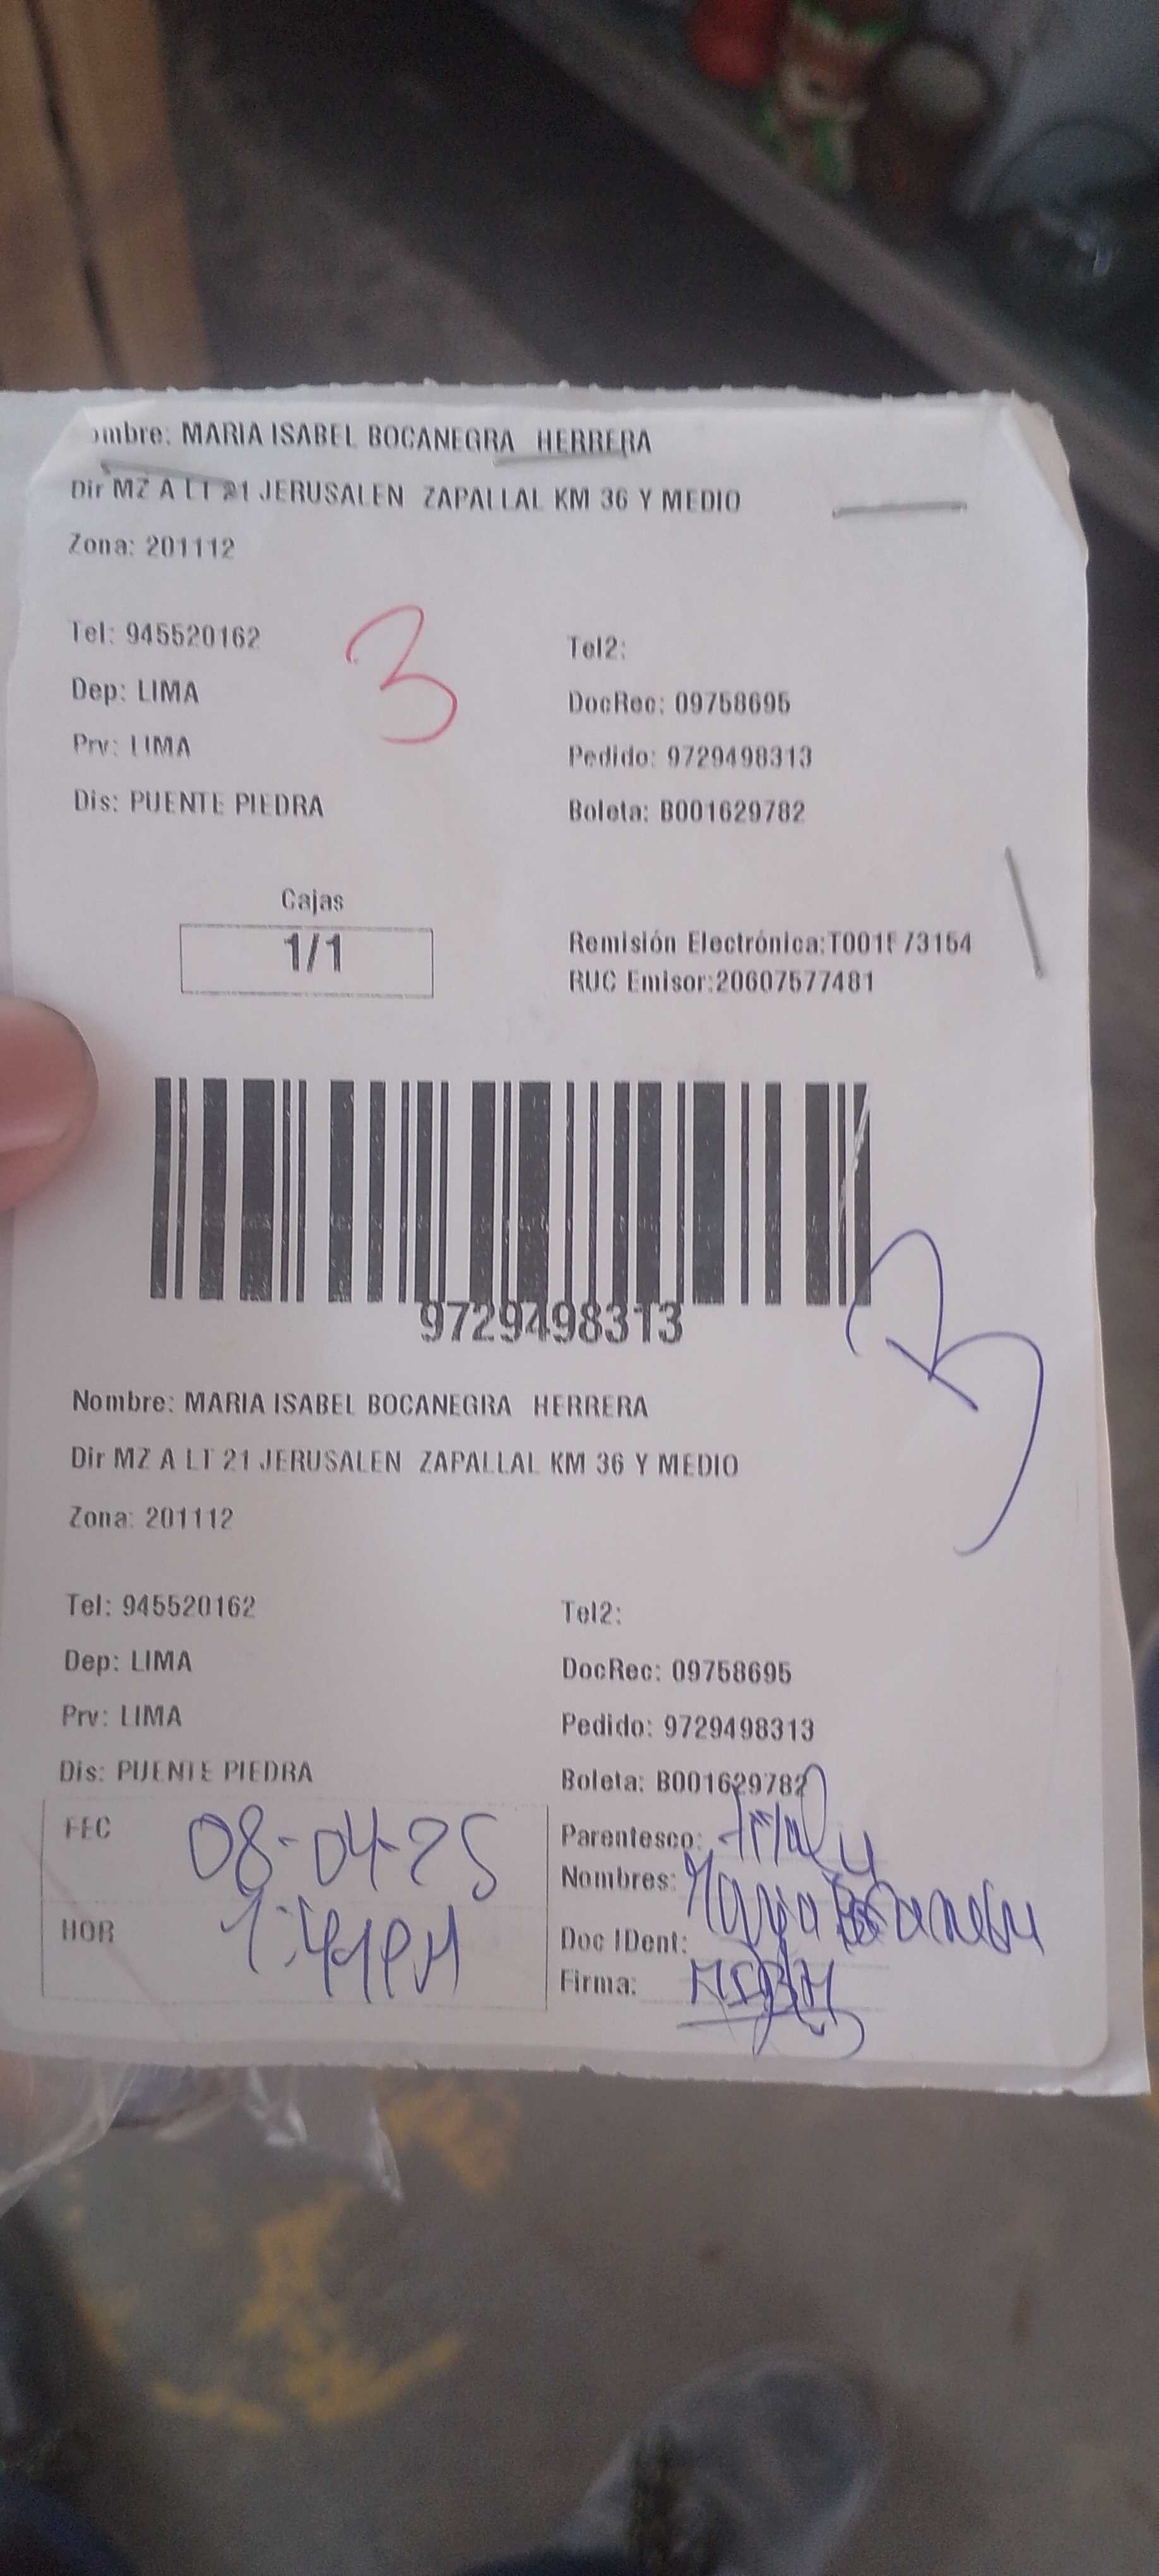 ombre: MARIA ISABEL BOCANEGRA HERRERA
Dir MZ A LT 21 JERUSALEN ZAPALLAL KM 36 Y MEDIO
Zona: 201112
3
Tel: 945520162 Tel2:
Dep: LIMA DocRec: 09758695
Prv: LIMA Pedido: 9729498313
Dis: PUENTE PIEDRA Boleta: B001629782
Cajas
1/1
Remisión Electrónica:
RUC Emisor:20607577481
9729498313
Nombre: MARIA ISABEL BOCANEGRA HERRERA
Dir MZ A LT 21 JERUSALEN ZAPALLAL KM 36 Y MEDIO
Zona: 201112
Tel: 945520162 Tel2:
Dep: LIMA DocRec: 09758695
Prv: LIMA Pedido: 9729498313
Dis: PUENTE PIEDRA Boleta: B001629782
FEC 08-04-25 Parentesco:
Nombres:
HOR Doc IDent:
Firma: